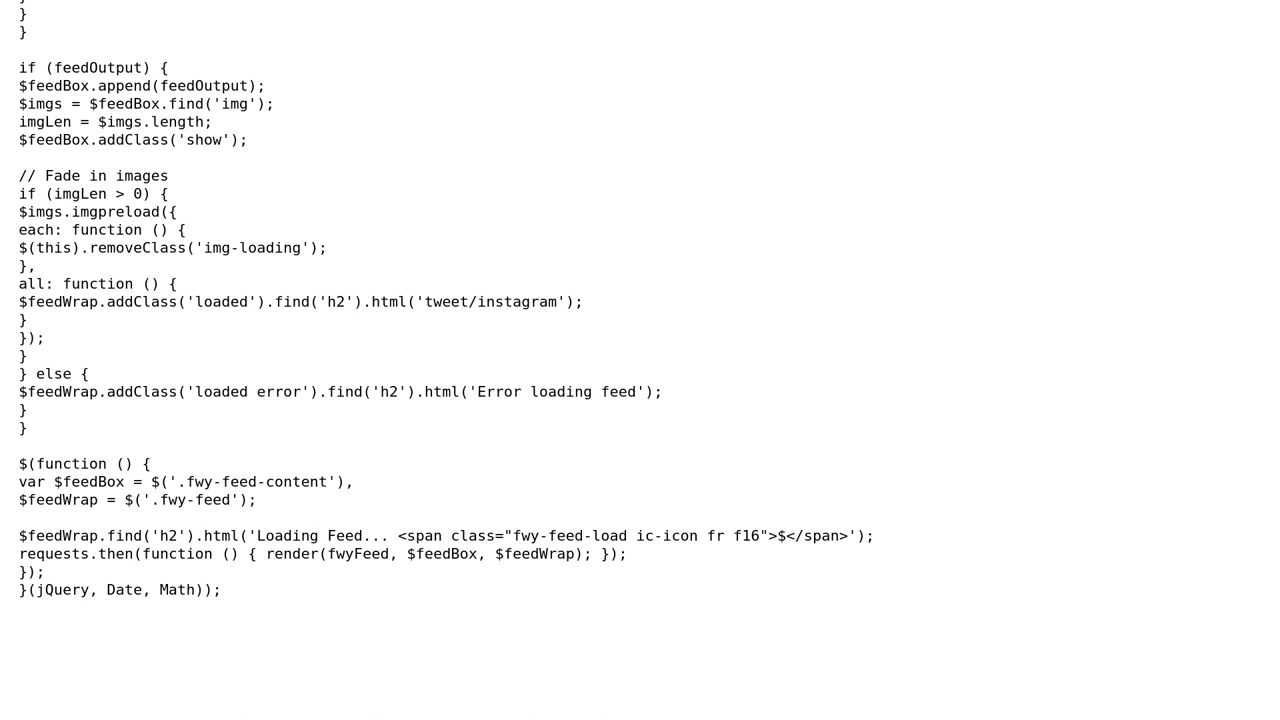 }
}

if (feedOutput) {
$feedBox.append(feedOutput);
$imgs = $feedBox.find('img');
imgLen = $imgs.length;
$feedBox.addClass('show');

// Fade in images
if (imgLen > 0) {
$imgs.imgpreload({
each: function () {
$(this).removeClass('img-loading');
},
all: function () {
$feedWrap.addClass('loaded').find('h2').html('tweet/instagram');
}
});
}
} else {
$feedWrap.addClass('loaded error').find('h2').html('Error loading feed');
}
}

$(function () {
var $feedBox = $('.fwy-feed-content'),
$feedWrap = $('.fwy-feed');

$feedWrap.find('h2').html('Loading Feed... <span class="fwy-feed-load ic-icon fr f16">$</span>');
requests.then(function () { render(fwyFeed, $feedBox, $feedWrap); });
});
}(jQuery, Date, Math));